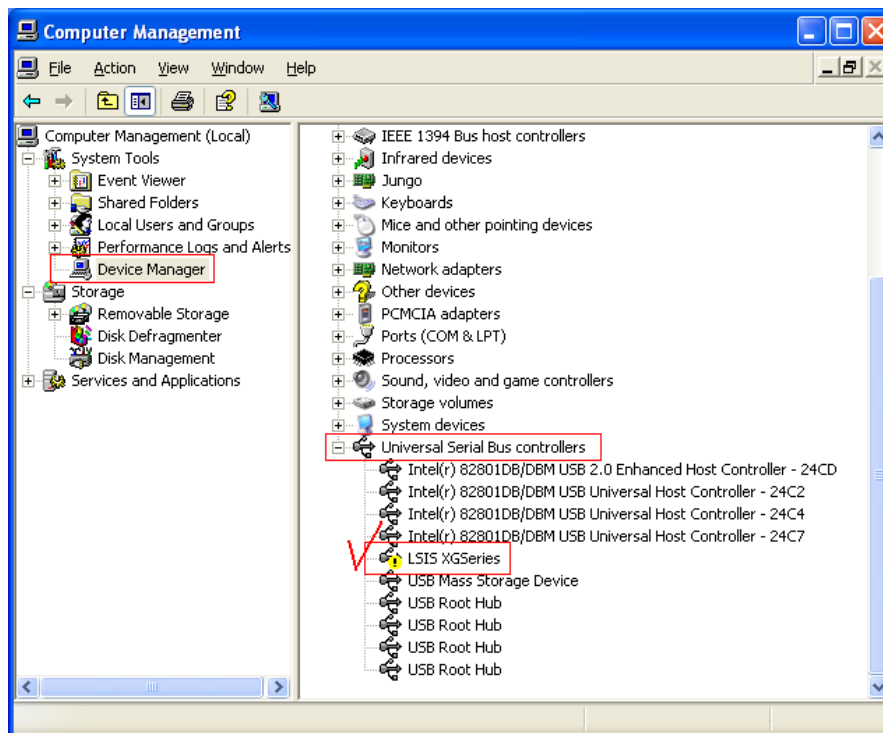 Computer Management
File Action View Window Help
Computer Management (Local)
System Tools
Event Viewer
Shared Folders
Local Users and Groups
Performance Logs and Alerts
Device Manager
Storage
Removable Storage
Disk Defragmenter
Disk Management
Services and Applications
IEEE 1394 Bus host controllers
Infrared devices
Jungo
Keyboards
Mice and other pointing devices
Monitors
Network adapters
Other devices
PCMCIA adapters
Ports (COM & LPT)
Processors
Sound, video and game controllers
Storage volumes
System devices
Universal Serial Bus controllers
Intel(r) 82801DB/DBM USB 2.0 Enhanced Host Controller - 24CD
Intel(r) 82801DB/DBM USB Universal Host Controller - 24C2
Intel(r) 82801DB/DBM USB Universal Host Controller - 24C4
Intel(r) 82801DB/DBM USB Universal Host Controller - 24C7
LSIS XGSeries
USB Mass Storage Device
USB Root Hub
USB Root Hub
USB Root Hub
USB Root Hub